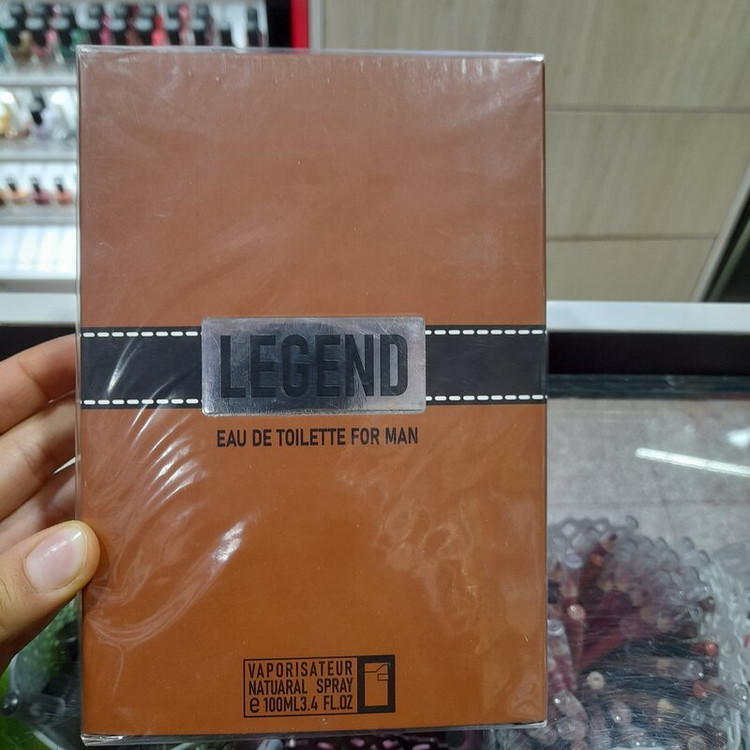 LEGEND
EAU DE TOILETTE FOR MAN
VAPORISATEUR
NATUARAL SPRAY
e 100ML3.4 FL.OZ